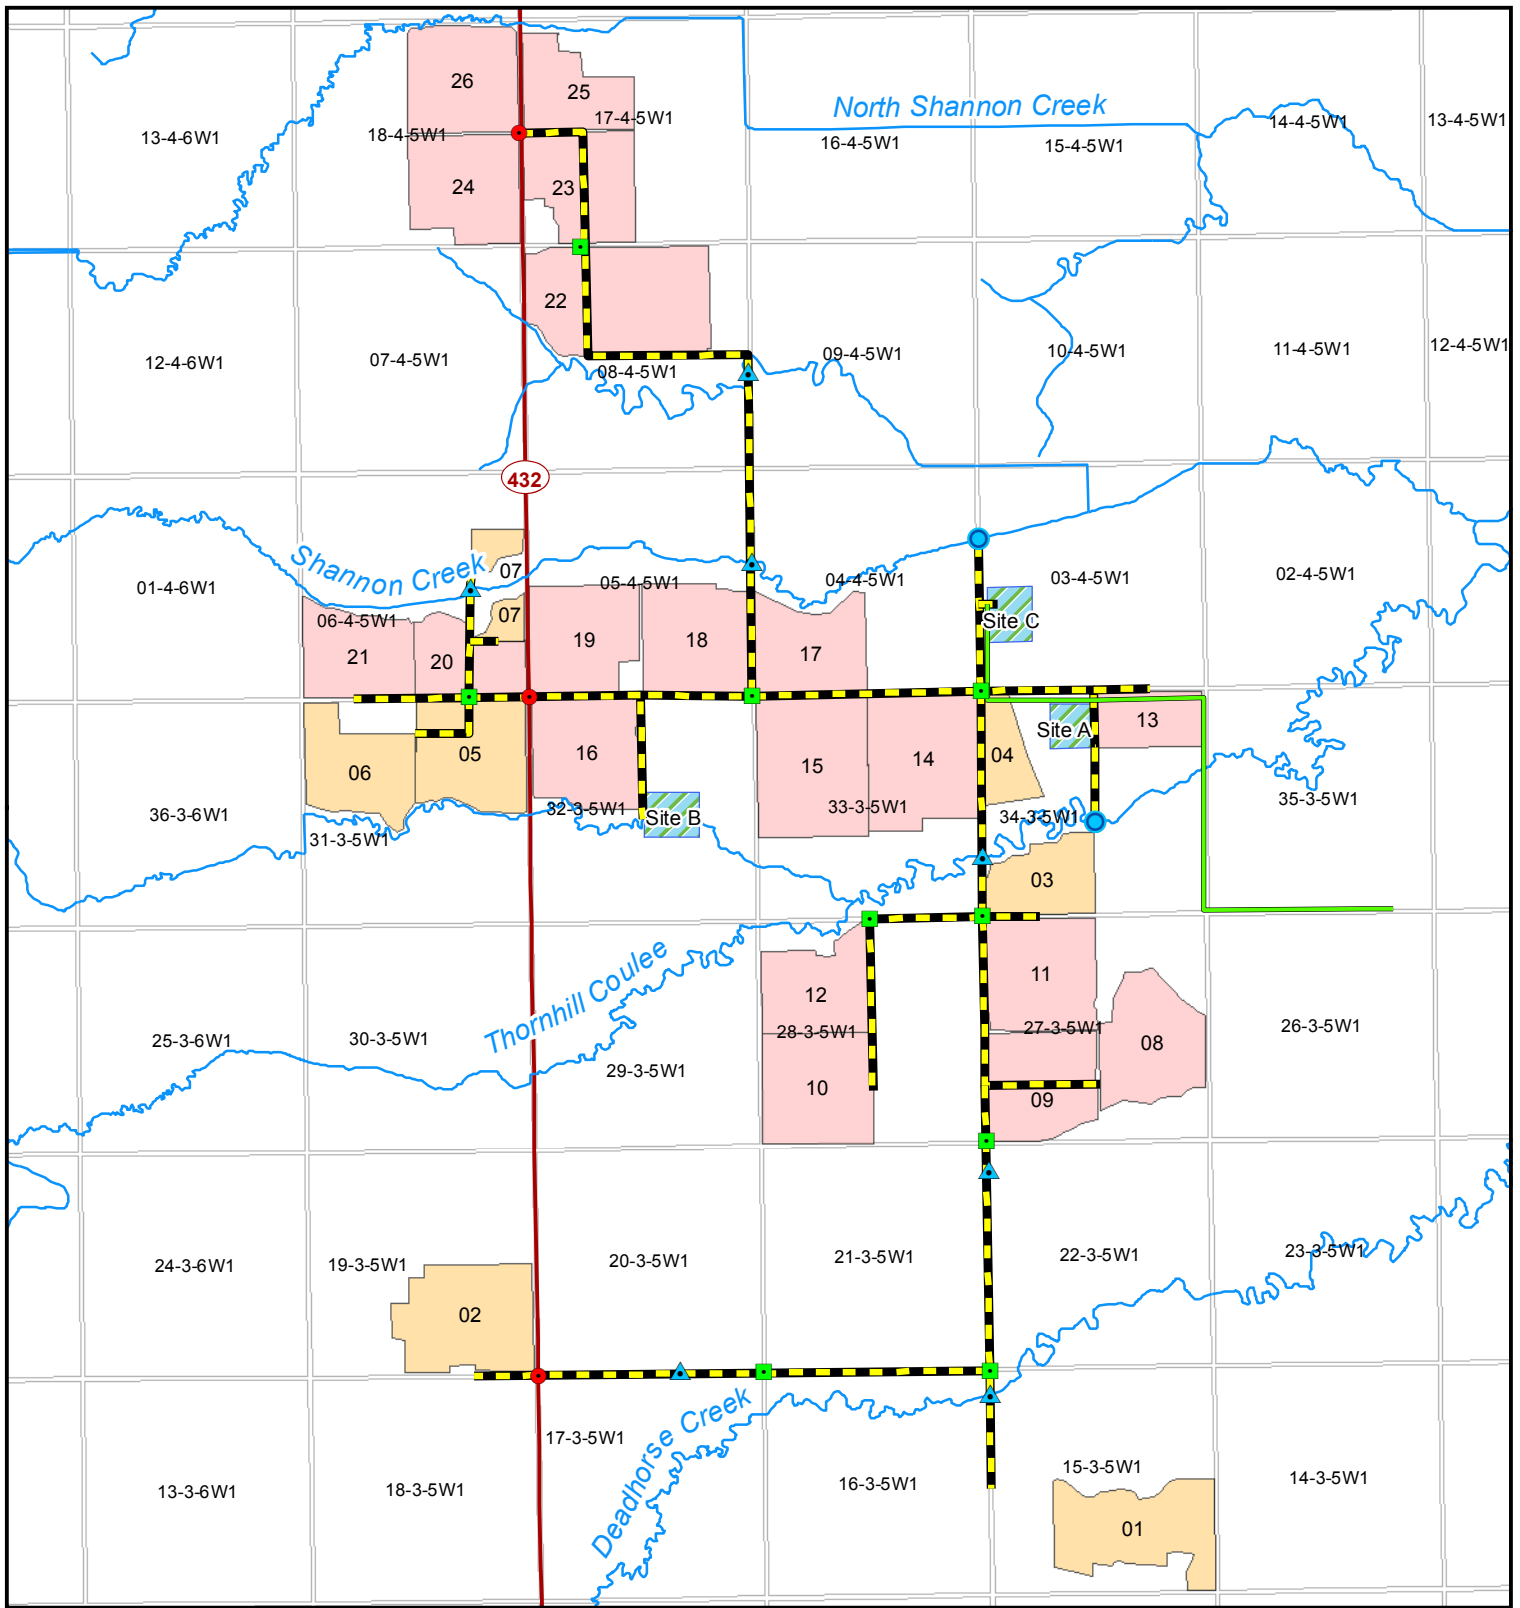 26
25
North Shannon Creek
17-4-5W1
14-4-5W1
13-4-5W1
13-4-6W1
18-4-5W1
16-4-5W1
15-4-5W1
24
23
22
12-4-6W1
07-4-5W1
08-4-5W1
09-4-5W1
10-4-5W1
11-4-5W1
12-4-5W1
432
Shannon Creek
07
01-4-6W1
05-4-5W1
04-4-5W1
03-4-5W1
02-4-5W1
07
06-4-5W1
Site C
21
20
19
18
17
13
Site A
06
05
16
15
14
04
36-3-6W1
31-3-5W1
32-3-5W1
Site B
33-3-5W1
34-3-5W1
35-3-5W1
03
Thornhill Coulee
12
11
25-3-6W1
30-3-5W1
29-3-5W1
28-3-5W1
27-3-5W1
08
26-3-5W1
10
09
24-3-6W1
19-3-5W1
20-3-5W1
21-3-5W1
22-3-5W1
23-3-5W1
02
Deadhorse Creek
17-3-5W1
13-3-6W1
18-3-5W1
16-3-5W1
15-3-5W1
14-3-5W1
01